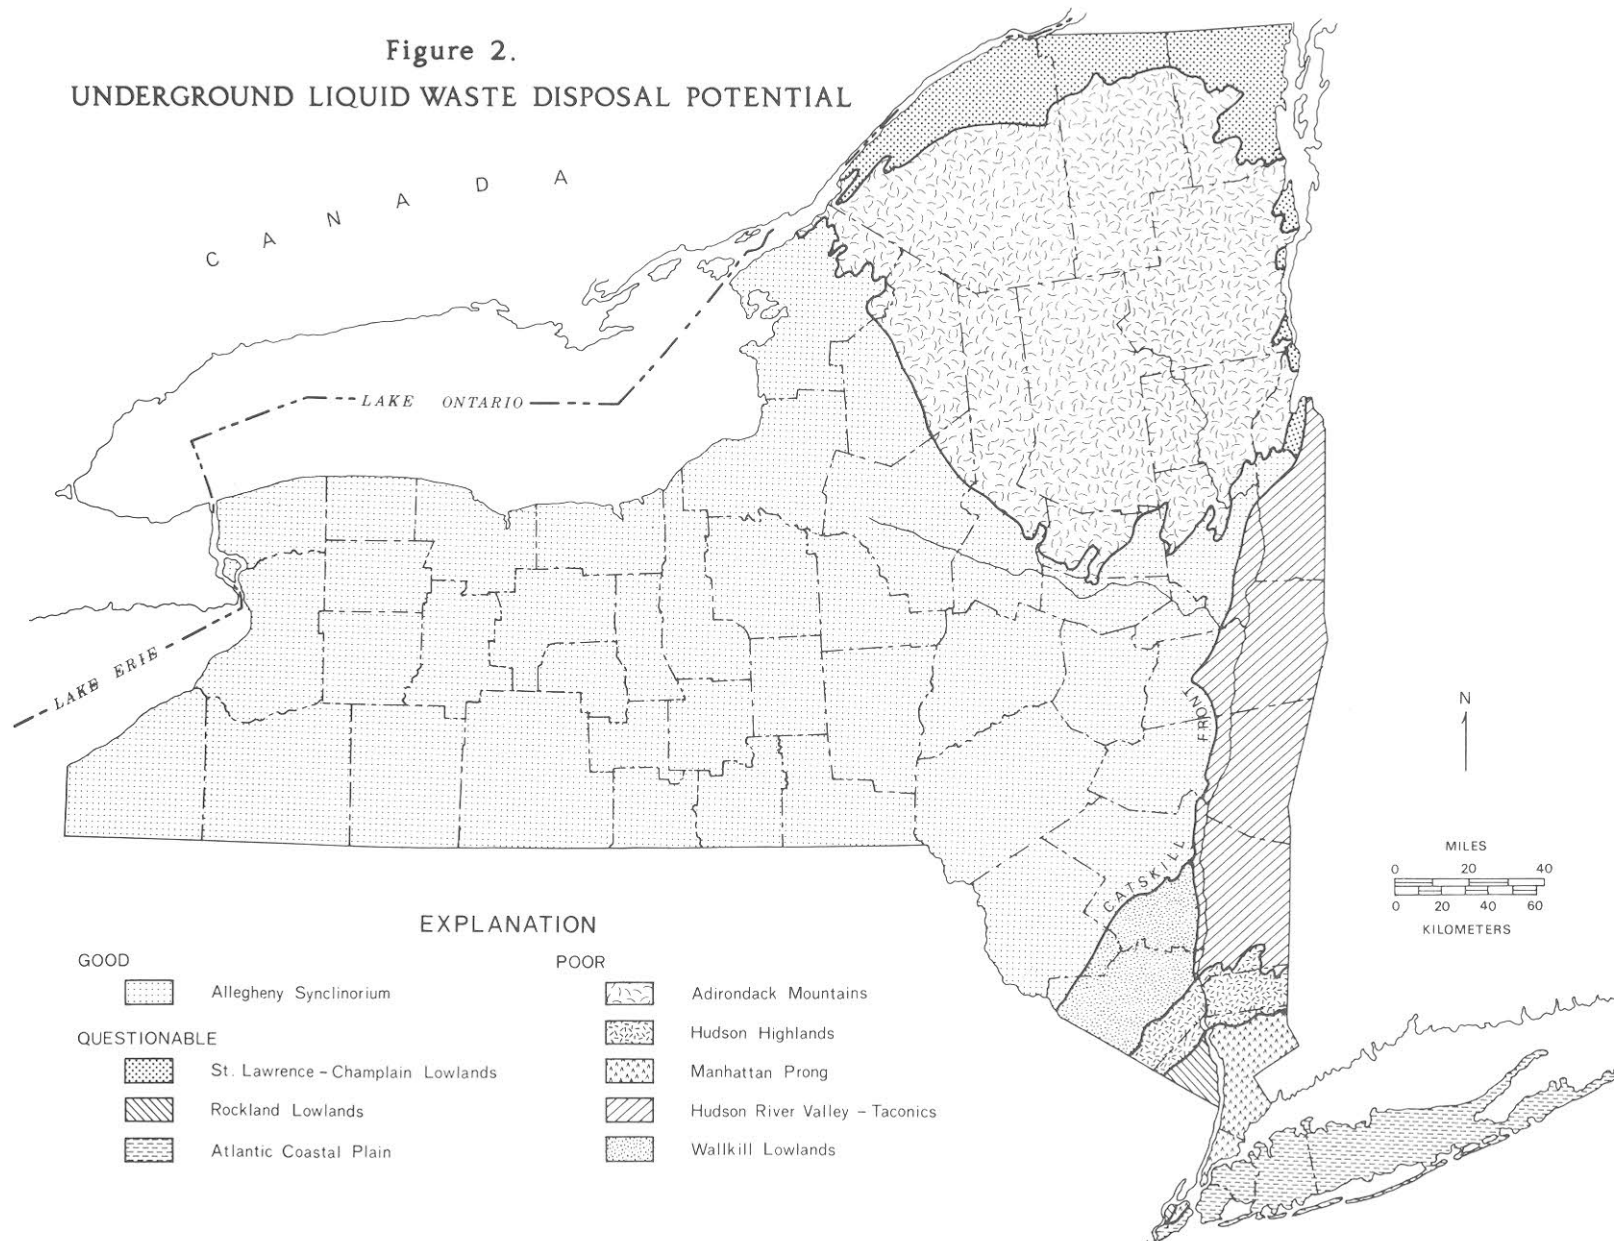 Figure 2.
UNDERGROUND LIQUID WASTE DISPOSAL POTENTIAL
CANADA
LAKE ONTARIO
LAKE ERIE
FRONT
CATSKILL
N
MILES
0 20 40
0 20 40 60
KILOMETERS
EXPLANATION
GOOD
Allegheny Synclinorium
QUESTIONABLE
St. Lawrence – Champlain Lowlands
Rockland Lowlands
Atlantic Coastal Plain
POOR
Adirondack Mountains
Hudson Highlands
Manhattan Prong
Hudson River Valley – Taconics
Wallkill Lowlands